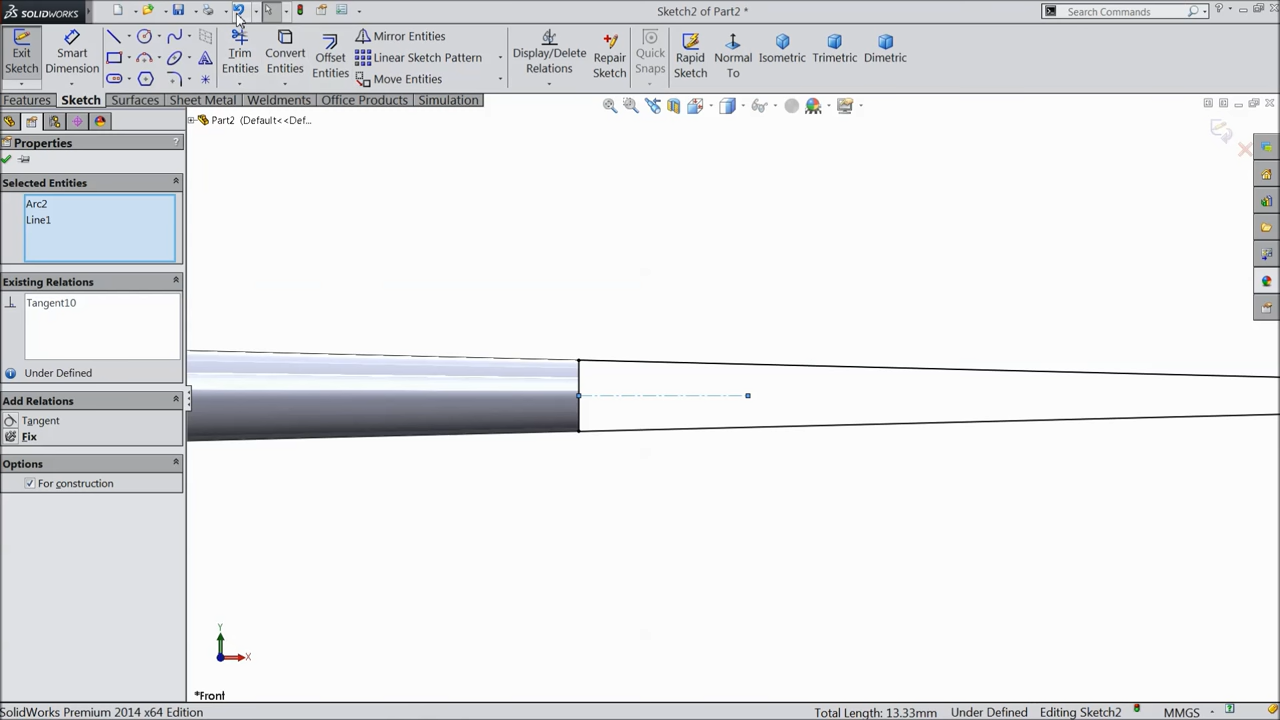 SOLIDWORKS
Sketch2 of Part2 *
Search Commands
Exit Sketch
Smart Dimension
Trim Entities
Convert Entities
Offset Entities
Mirror Entities
Linear Sketch Pattern
Move Entities
Display/Delete Relations
Repair Sketch
Quick Snaps
Rapid Sketch
Normal To
Isometric
Trimetric
Dimetric
Features
Sketch
Surfaces
Sheet Metal
Weldments
Office Products
Simulation
Part2 (Default<<Def...
Properties
?
Selected Entities
Arc2
Line1
Existing Relations
Tangent10
Under Defined
Add Relations
Tangent
Fix
Options
For construction
Y
X
*Front
SolidWorks Premium 2014 x64 Edition
Total Length: 13.33mm
Under Defined
Editing Sketch2
MMGS